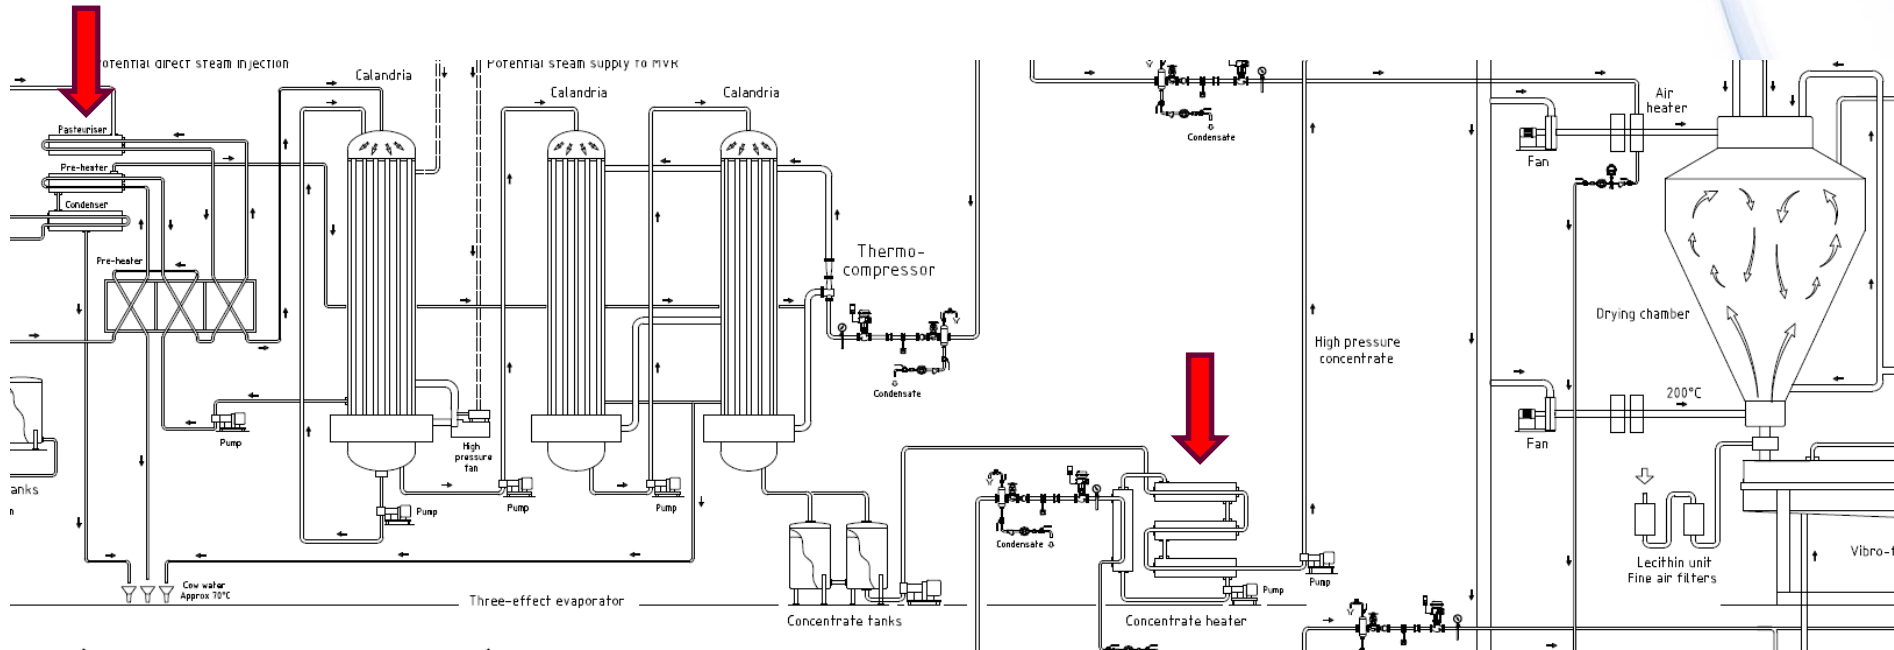 Potential direct steam injection
Calandria
Potential steam supply to MVR
Calandria
Calandria
Pasteuriser
Pre-heater
Condenser
Pre-heater
Thermo-
compressor
Condensate
Condensate
Air
heater
Fan
Drying chamber
High pressure
concentrate
200°C
Fan
Pump
High
pressure
fan
Pump
Pump
Pump
Condensate
Pump
Pump
Lecithin unit
Fine air filters
Cow water
Approx 70°C
Three-effect evaporator
Concentrate tanks
Concentrate heater
anks
Vibro-f